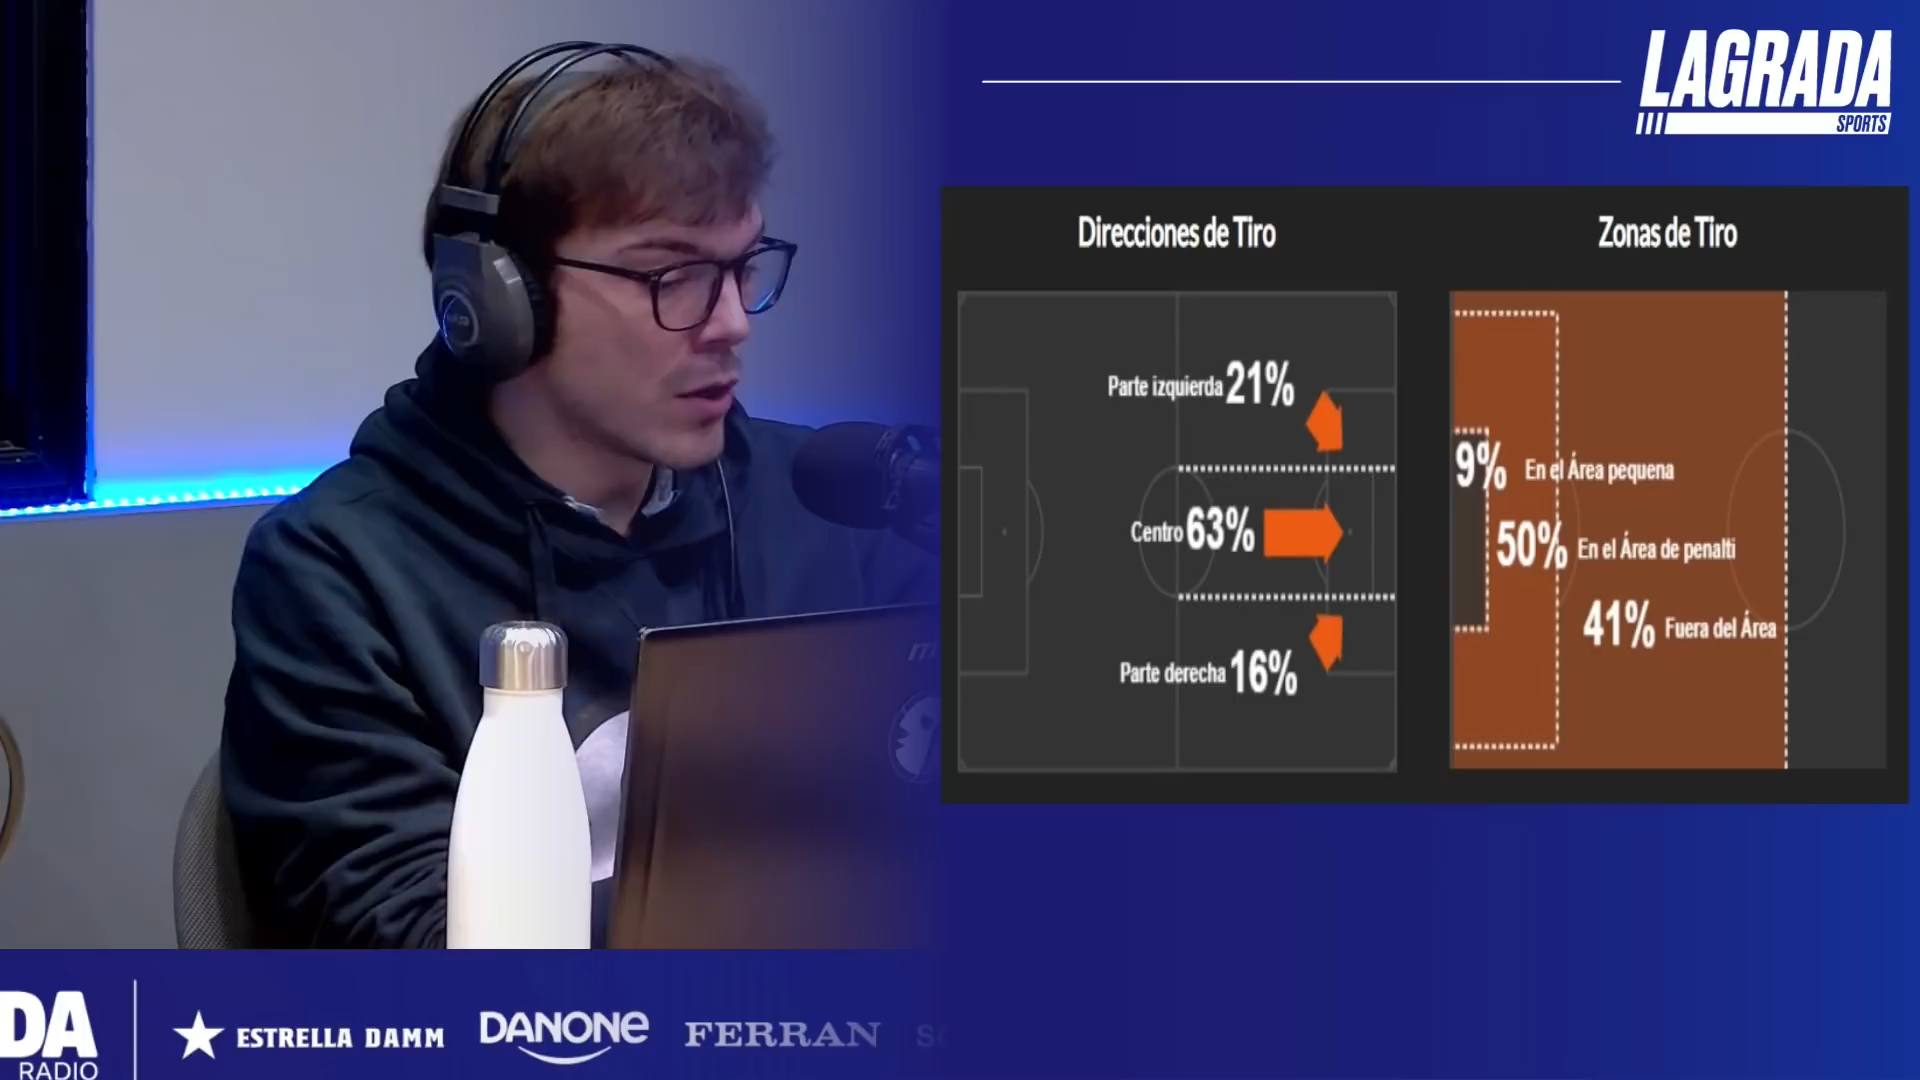 LAGRADA
SPORTS
Direcciones de Tiro
Parte izquierda 21%
Centro 63%
Parte derecha 16%
Zonas de Tiro
9% En el Área pequena
50% En el Área de penalti
41% Fuera del Área
DA
RADIO
ESTRELLA DAMM
DANONE
FERRAN